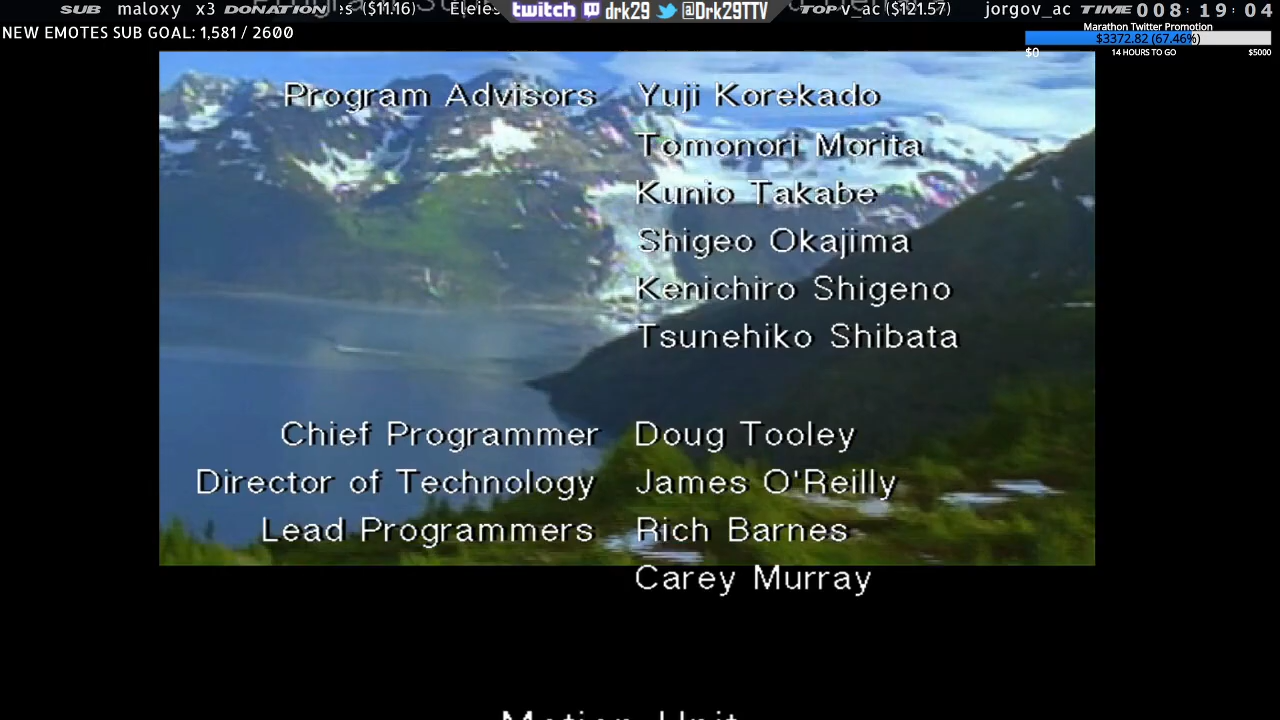 SUB maloxy x3 DONATION es ($11.16) Eleies twitch drk29 @Drk29TTV TOP v_ac ($121.57) jorgov_ac TIME 008:19:04
NEW EMOTES SUB GOAL: 1,581 / 2600
Marathon Twitter Promotion
$3372.82 (67.46%)
$0 14 HOURS TO GO $5000
Program Advisors Yuji Korekado
Tomonori Morita
Kunio Takabe
Shigeo Okajima
Kenichiro Shigeno
Tsunehiko Shibata
Chief Programmer Doug Tooley
Director of Technology James O'Reilly
Lead Programmers Rich Barnes
Carey Murray
Motion Unit